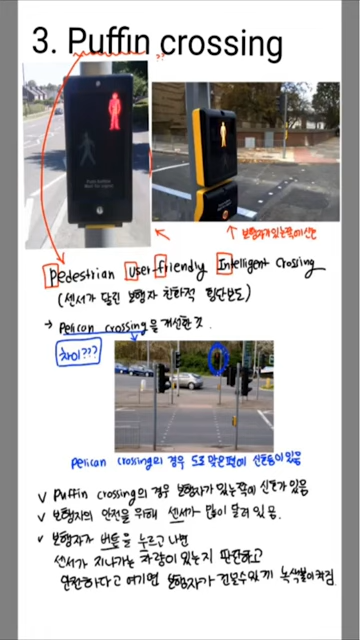 3. Puffin crossing
??
↑ 보행자가 있는 쪽에 신호
Pedestrian User friendly Intelligent Crossing
(센서가 달린 보행자 친화적 횡단보도)
→ Pelican crossing을 개선한 것.
차이???
Pelican crossing의 경우 도로 맞은편에 신호등이 있음
v Puffin crossing의 경우 보행자가 있는 쪽에 신호가 있음
v 보행자의 안전을 위해 센서가 많이 달려 있음.
v 보행자가 버튼을 누르고 나면
센서가 지나가는 차량이 있는지 판단하고
안전하다고 여기면 보행자가 건널 수 있게 녹색불이 켜짐.